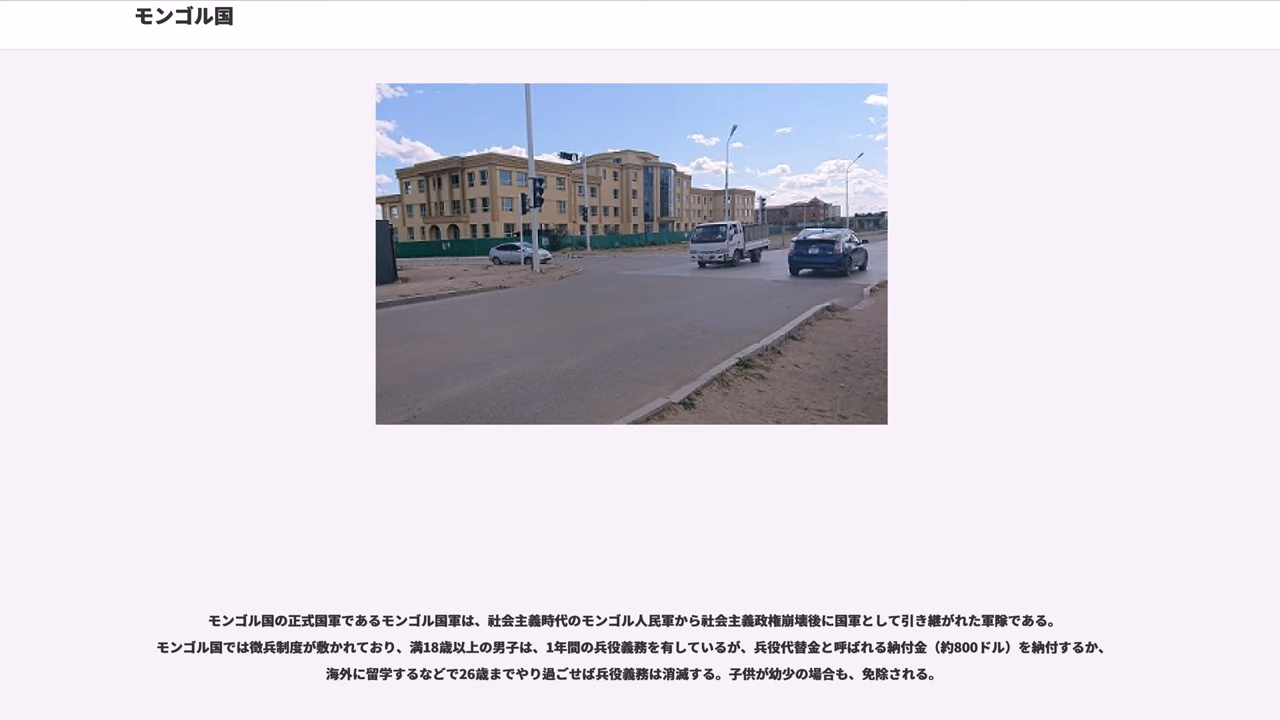 モンゴル国
モンゴル国の正式国軍であるモンゴル国軍は、社会主義時代のモンゴル人民軍から社会主義政権崩壊後に国軍として引き継がれた軍隊である。
モンゴル国では徴兵制度が敷かれており、満18歳以上の男子は、1年間の兵役義務を有しているが、兵役代替金と呼ばれる納付金（約800ドル）を納付するか、
海外に留学するなどで26歳までやり過ごせば兵役義務は消滅する。子供が幼少の場合も、免除される。